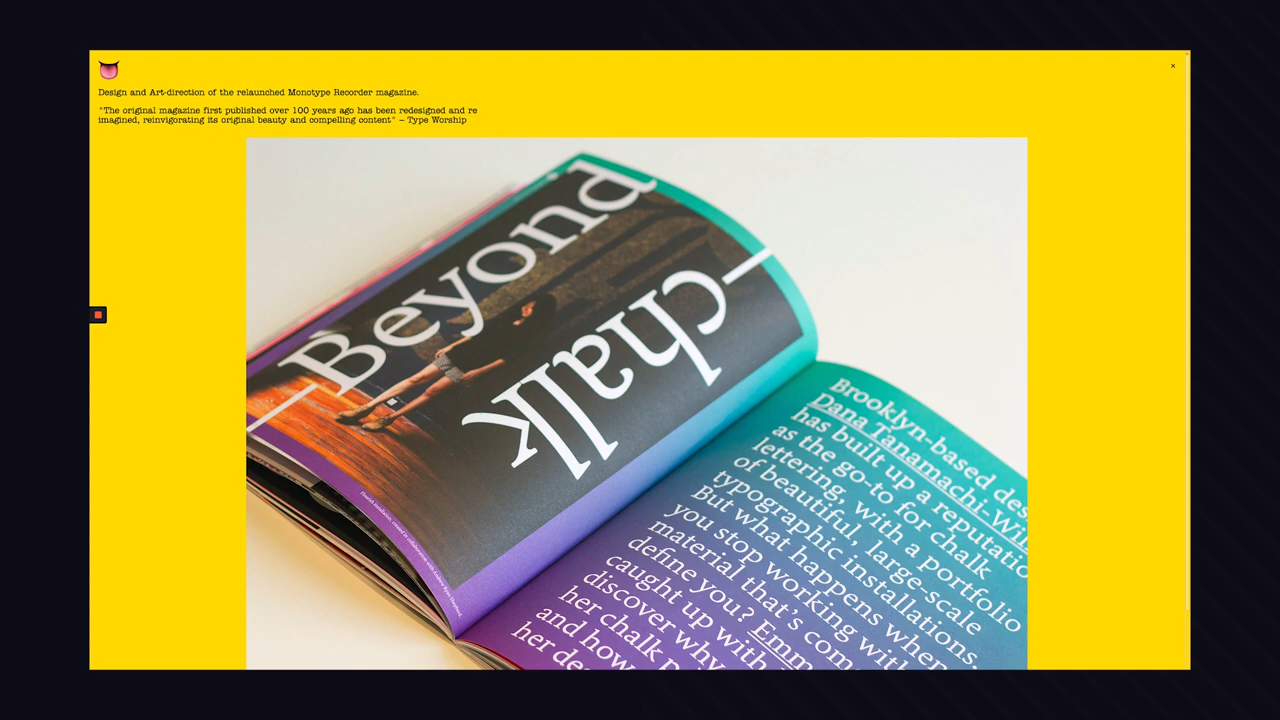 ×
Design and Art-direction of the relaunched Monotype Recorder magazine.
"The original magazine first published over 100 years ago has been redesigned and re
imagined, reinvigorating its original beauty and compelling content" – Type Worship
Beyond
chalk
Brooklyn-based des
Dana Tanamachi-Wil
has built up a reputatio
as the go-to for chalk
lettering, with a portfolio
of beautiful, large-scale
typographic installations.
But what happens when
you stop working with
material that's com
define you? Emm
caught up with
discover why
her chalk
and how
her de